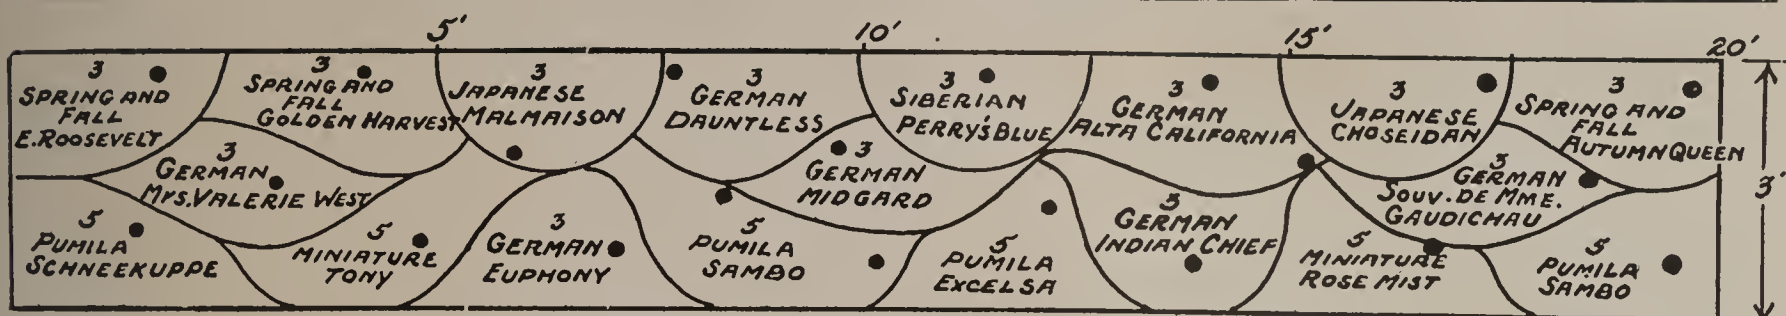 5'
10'
15'
20'
3
SPRING AND
FALL
E. ROOSEVELT
3
SPRING AND
FALL
GOLDEN HARVEST
3
JAPANESE
MALMAISON
3
GERMAN
DAUNTLESS
3
SIBERIAN
PERRY'S BLUE
3
GERMAN
ALTA CALIFORNIA
3
JAPANESE
CHOSEIDAN
3
SPRING AND
FALL
AUTUMN QUEEN
3
GERMAN
MRS. VALERIE WEST
3
GERMAN
MIDGARD
3
GERMAN
SOUV. DE MME.
GAUDICHAU
3'
5
PUMILA
SCHNEEKUPPE
5
MINIATURE
TONY
3
GERMAN
EUPHONY
5
PUMILA
SAMBO
5
PUMILA
EXCELSA
3
GERMAN
INDIAN CHIEF
5
MINIATURE
ROSE MIST
5
PUMILA
SAMBO